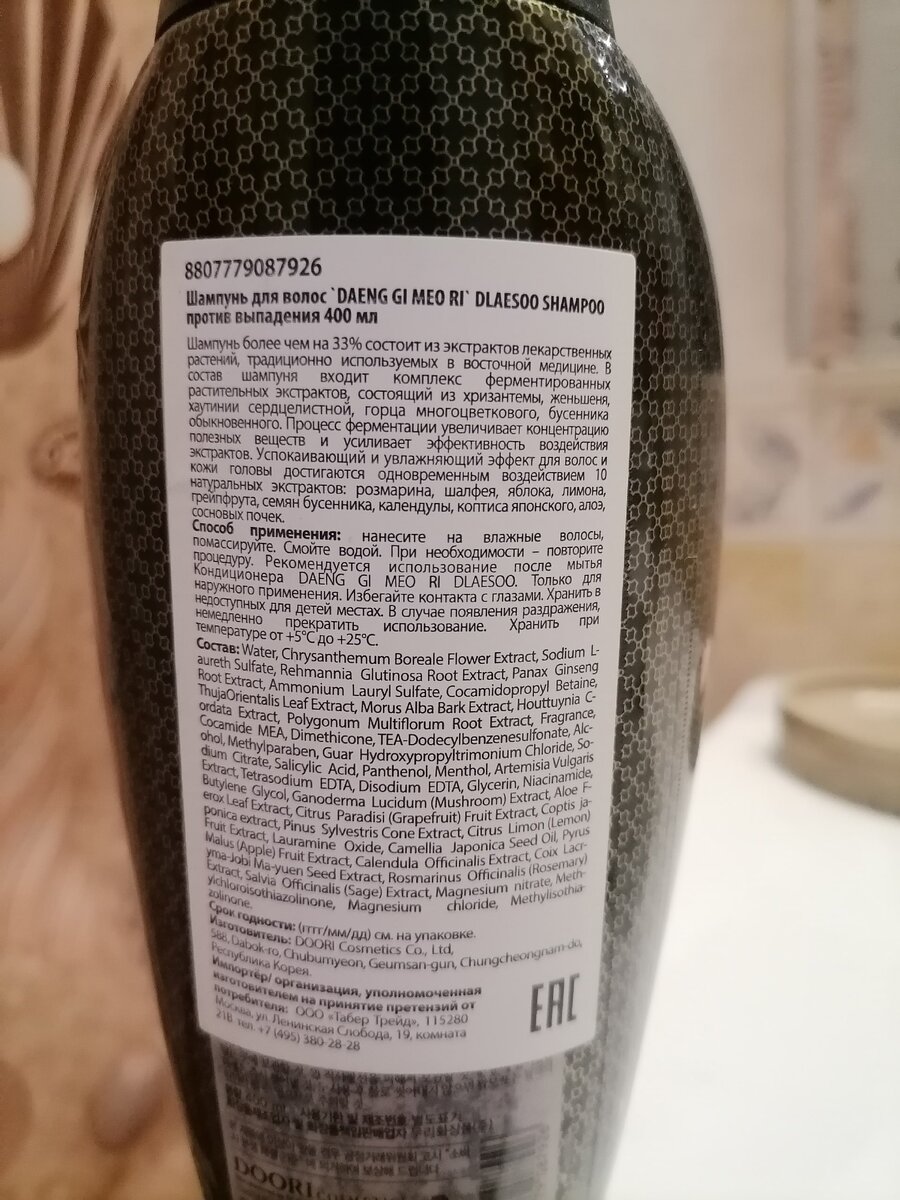 8807779087926
Шампунь для волос `DAENG GI MEO RI` DLAESOO SHAMPOO
против выпадения 400 мл
Шампунь более чем на 33% состоит из экстрактов лекарственных
растений, традиционно используемых в восточной медицине. В
состав шампуня входит комплекс ферментированных
растительных экстрактов, состоящий из хризантемы, женьшеня,
хаутинии сердцелистной, горца многоцветкового, бусенника
обыкновенного. Процесс ферментации увеличивает концентрацию
полезных веществ и усиливает эффективность воздействия
экстрактов. Успокаивающий и увлажняющий эффект для волос и
кожи головы достигаются одновременным воздействием 10
натуральных экстрактов: розмарина, шалфея, яблока, лимона,
грейпфрута, семян бусенника, календулы, коптиса японского, алоэ,
сосновых почек.
Способ применения: нанесите на влажные волосы,
помассируйте. Смойте водой. При необходимости – повторите
процедуру. Рекомендуется использование после мытья
Кондиционера DAENG GI MEO RI DLAESOO. Только для
наружного применения. Избегайте контакта с глазами. Хранить в
недоступных для детей местах. В случае появления раздражения,
немедленно прекратить использование. Хранить при
температуре от +5°C до +25°C.
Состав: Water, Chrysanthemum Boreale Flower Extract, Sodium L-
aureth Sulfate, Rehmannia Glutinosa Root Extract, Panax Ginseng
Root Extract, Ammonium Lauryl Sulfate, Cocamidopropyl Betaine,
ThujaOrientalis Leaf Extract, Morus Alba Bark Extract, Houttuynia C-
ordata Extract, Polygonum Multiflorum Root Extract, Fragrance,
Cocamide MEA, Dimethicone, TEA-Dodecylbenzenesulfonate, Alc-
ohol, Methylparaben, Guar Hydroxypropyltrimonium Chloride, So-
dium Citrate, Salicylic Acid, Panthenol, Menthol, Artemisia Vulgaris
Extract, Tetrasodium EDTA, Disodium EDTA, Glycerin, Niacinamide,
Butylene Glycol, Ganoderma Lucidum (Mushroom) Extract, Aloe F-
erox Leaf Extract, Citrus Paradisi (Grapefruit) Fruit Extract, Coptis ja-
ponica extract, Pinus Sylvestris Cone Extract, Citrus Limon (Lemon)
Fruit Extract, Lauramine Oxide, Camellia Japonica Seed Oil, Pyrus
Malus (Apple) Fruit Extract, Calendula Officinalis Extract, Coix Lacr-
yma-Jobi Ma-yuen Seed Extract, Rosmarinus Officinalis (Rosemary)
Extract, Salvia Officinalis (Sage) Extract, Magnesium nitrate, Meth-
ylchloroisothiazolinone, Magnesium chloride, Methylisothia-
zolinone.
Срок годности: (гггг/мм/дд) см. на упаковке.
Изготовитель: DOORI Cosmetics Co., Ltd,
588, Dabok-ro, Chubumyeon, Geumsan-gun, Chungcheongnam-do,
Республика Корея.
Импортёр/ организация, уполномоченная
изготовителем на принятие претензий от
потребителя: ООО «Табер Трейд», 115280
Москва, ул. Ленинская Слобода, 19, комната
21В тел. +7 (495) 380-28-28
EAC
사용기한 및 제조번호 별도표기
DOORI